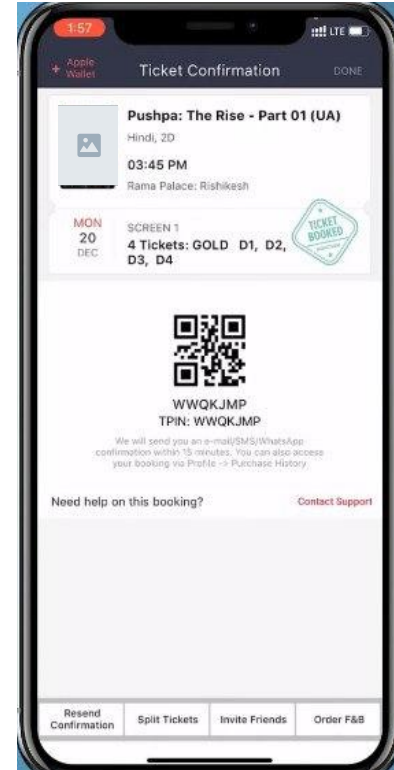 1:57
LTE
+ Apple Wallet
Ticket Confirmation
DONE
Pushpa: The Rise - Part 01 (UA)
Hindi, 2D
03:45 PM
Rama Palace: Rishikesh
MON
20
DEC
SCREEN 1
4 Tickets: GOLD D1, D2,
D3, D4
TICKET
BOOKED
WWQKJMP
TPIN: WWQKJMP
We will send you an e-mail/SMS/WhatsApp
confirmation within 15 minutes. You can also access
your booking via Profile -> Purchase History
Need help on this booking?
Contact Support
Resend
Confirmation
Split Tickets
Invite Friends
Order F&B